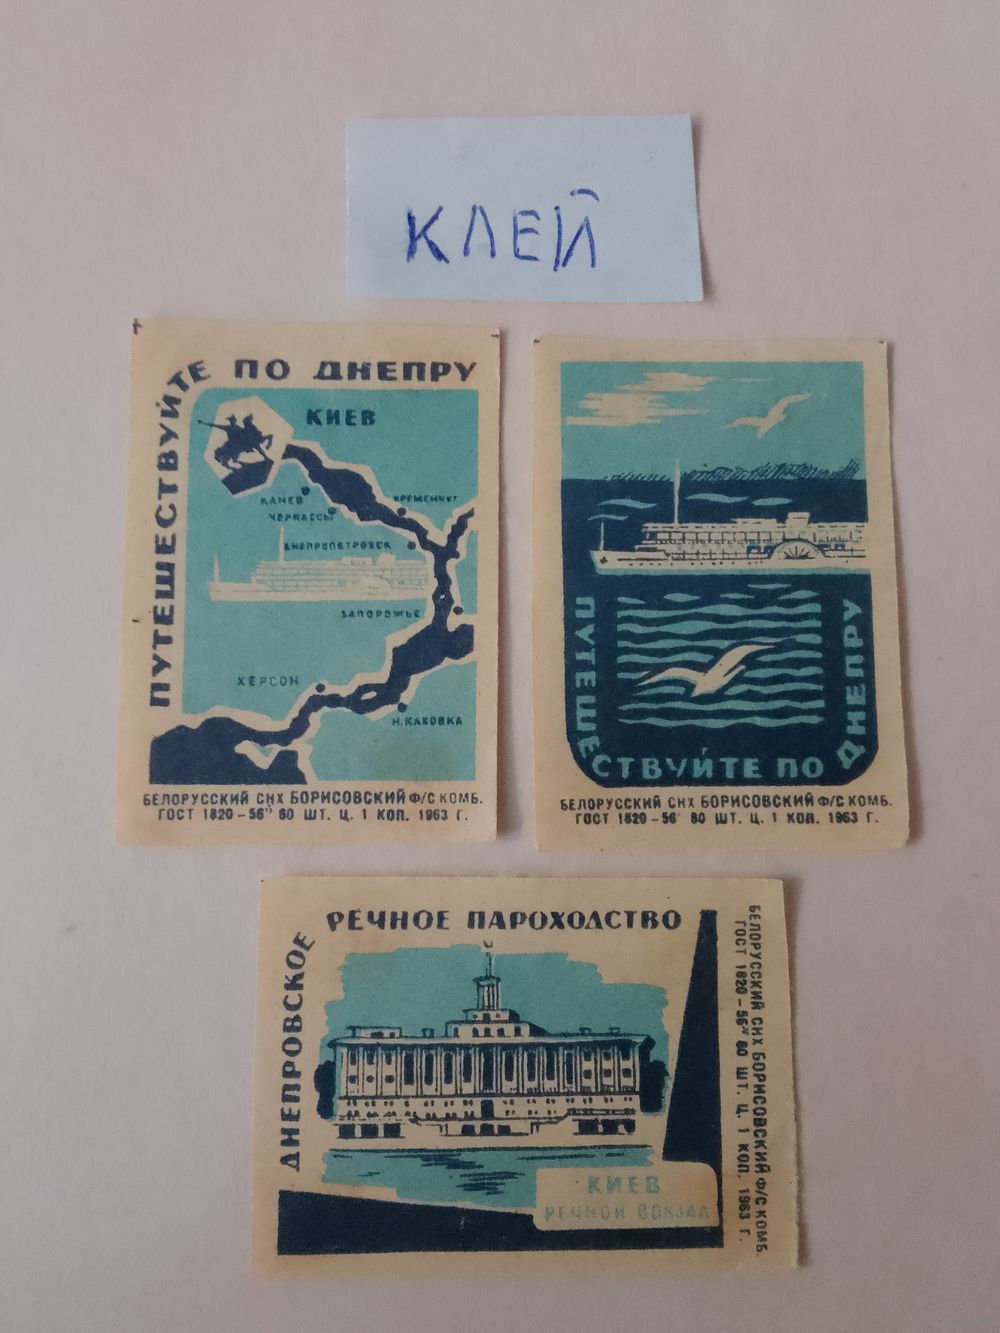 КЛЕЙ
ПУТЕШЕСТВУЙТЕ ПО ДНЕПРУ
КИЕВ
КАНЕВ
КРЕМЕНЧУГ
ЧЕРКАССЫ
ДНЕПРОПЕТРОВСК
ЗАПОРОЖЬЕ
ХЕРСОН
Н.КАХОВКА
БЕЛОРУССКИЙ СНХ БОРИСОВСКИЙ Ф/С КОМБ.
ГОСТ 1820-56" 60 ШТ. Ц. 1 КОП. 1963 Г.
ПУТЕШЕСТВУЙТЕ ПО ДНЕПРУ
БЕЛОРУССКИЙ СНХ БОРИСОВСКИЙ Ф/С КОМБ.
ГОСТ 1820-56" 60 ШТ. Ц. 1 КОП. 1963 Г.
ДНЕПРОВСКОЕ РЕЧНОЕ ПАРОХОДСТВО
КИЕВ
РЕЧНОЙ ВОКЗАЛ
БЕЛОРУССКИЙ СНХ БОРИСОВСКИЙ Ф/С КОМБ.
ГОСТ 1820-56" 60 ШТ. Ц. 1 КОП. 1963 Г.